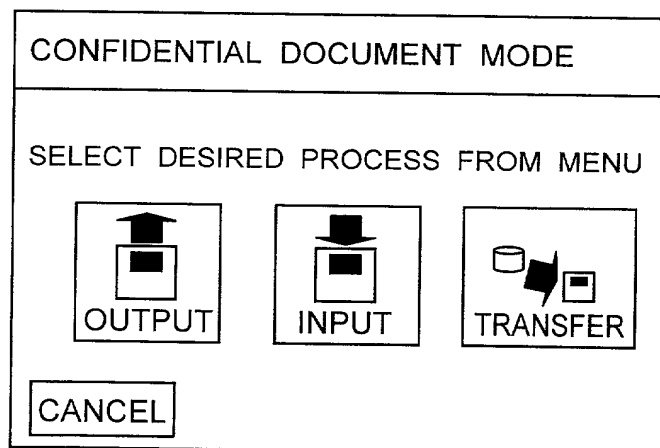 CONFIDENTIAL DOCUMENT MODE
SELECT DESIRED PROCESS FROM MENU
OUTPUT INPUT TRANSFER
CANCEL